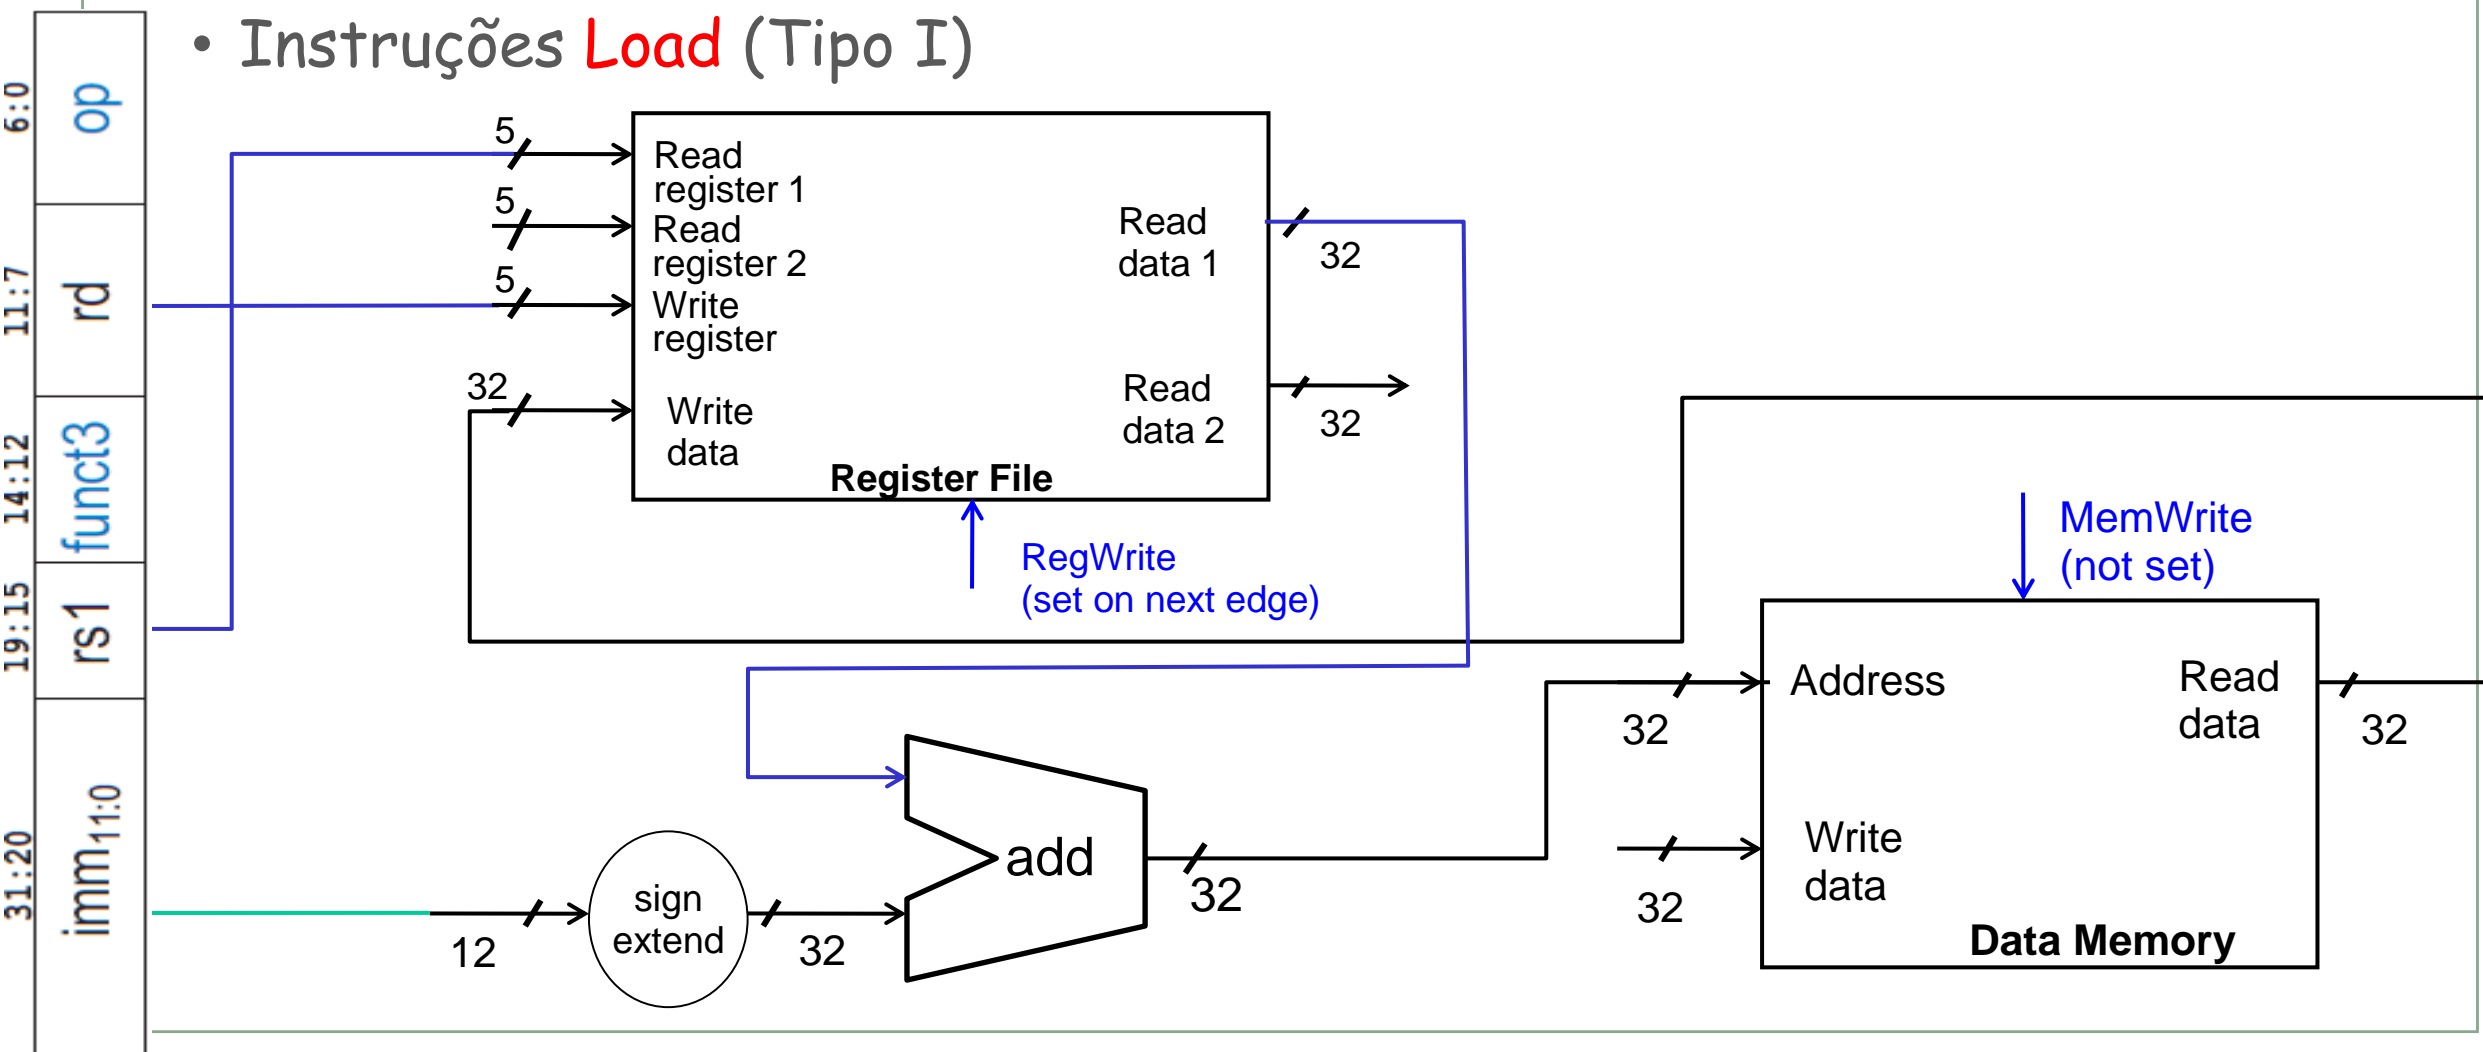 • Instruções Load (Tipo I)
6:0
op
11:7
rd
14:12
funct3
19:15
rs1
31:20
imm11:0
5
Read
register 1
5
Read
register 2
5
Write
register
32
Write
data
Read
data 1
32
Read
data 2
32
Register File
RegWrite
(set on next edge)
MemWrite
(not set)
Address
32
Read
data
32
Write
data
32
Data Memory
add
32
sign
extend
12
32